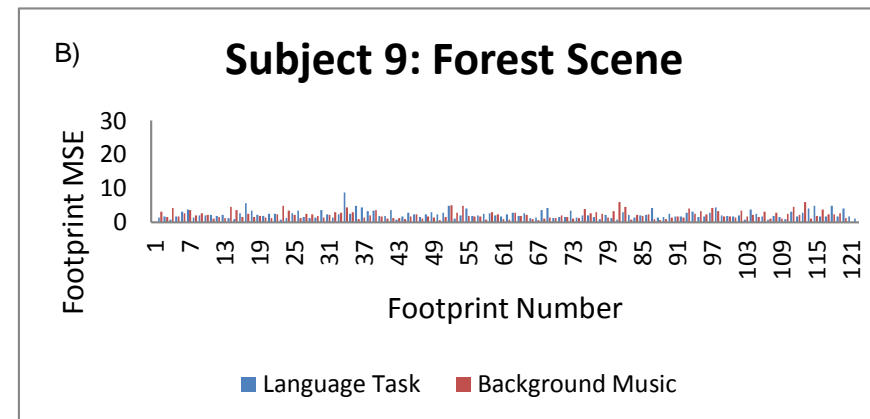 B)
Subject 9: Forest Scene
Footprint MSE
30
20
10
0
1 7 13 19 25 31 37 43 49 55 61 67 73 79 85 91 97 103 109 115 121
Footprint Number
Language Task Background Music